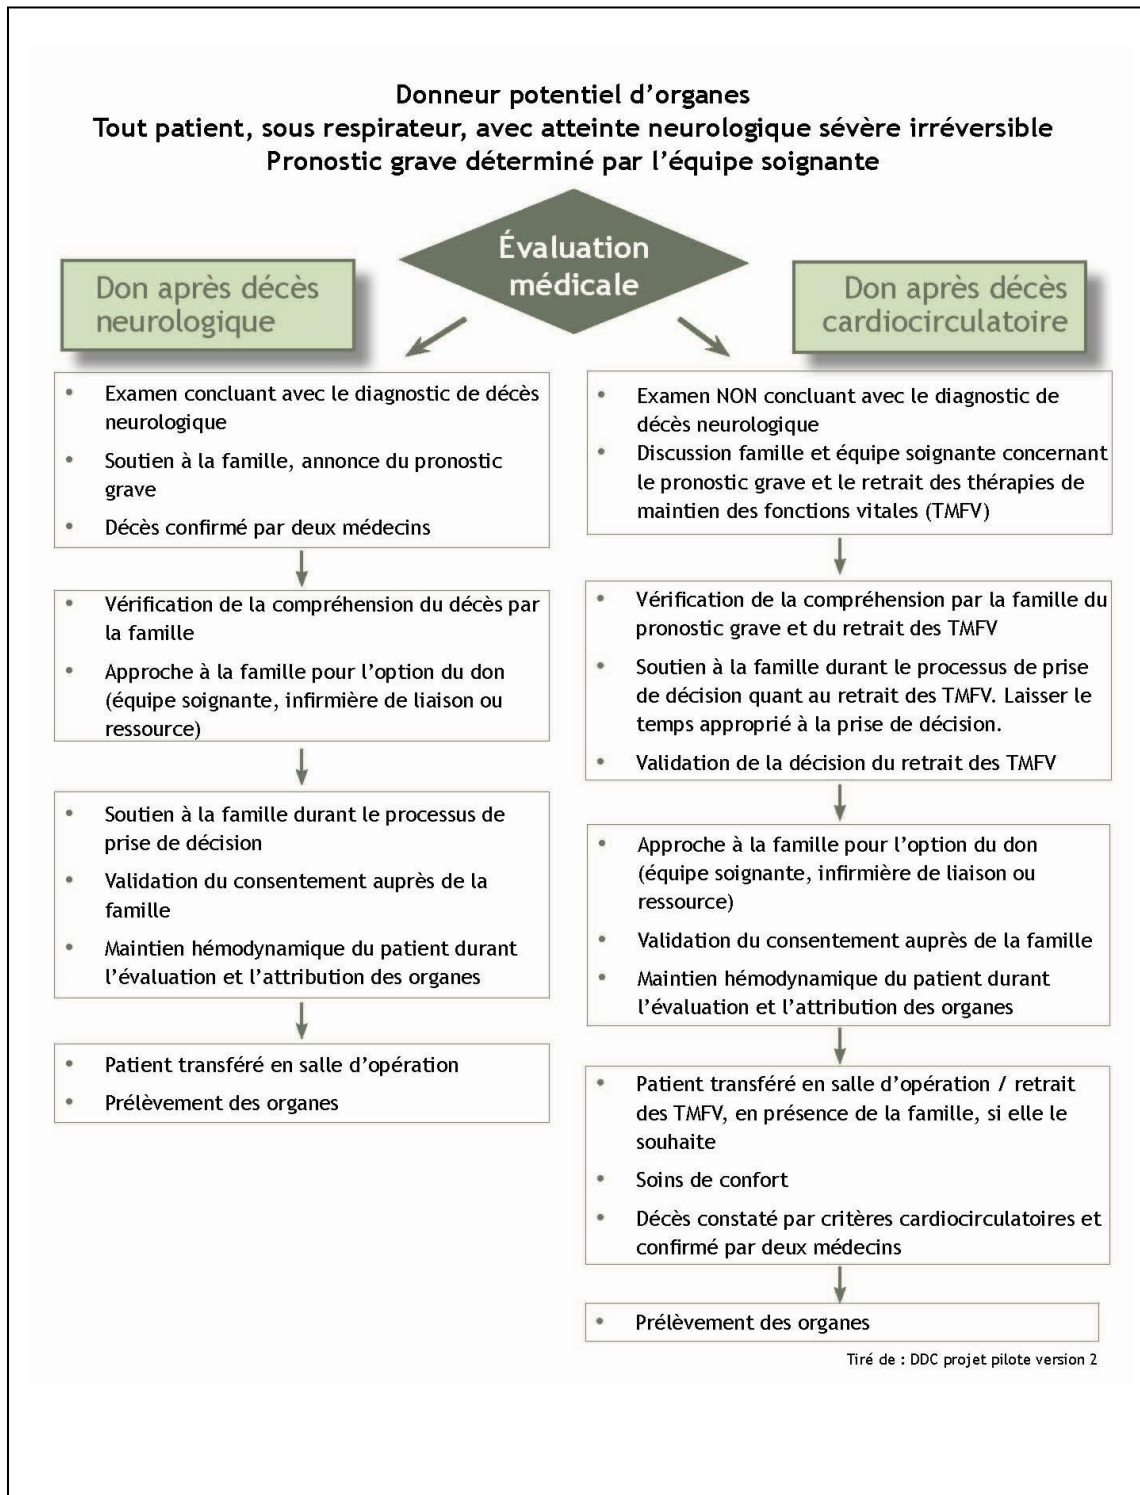 Donneur potentiel d'organes
Tout patient, sous respirateur, avec atteinte neurologique sévère irréversible
Pronostic grave déterminé par l'équipe soignante
Évaluation
médicale
Don après décès
neurologique
• Examen concluant avec le diagnostic de décès
neurologique
• Soutien à la famille, annonce du pronostic
grave
• Décès confirmé par deux médecins
• Vérification de la compréhension du décès par
la famille
• Approche à la famille pour l'option du don
(équipe soignante, infirmière de liaison ou
ressource)
• Soutien à la famille durant le processus de
prise de décision
• Validation du consentement auprès de la
famille
• Maintien hémodynamique du patient durant
l'évaluation et l'attribution des organes
• Patient transféré en salle d'opération
• Prélèvement des organes
Don après décès
cardiocirculatoire
• Examen NON concluant avec le diagnostic de
décès neurologique
• Discussion famille et équipe soignante concernant
le pronostic grave et le retrait des thérapies de
maintien des fonctions vitales (TMFV)
• Vérification de la compréhension par la famille du
pronostic grave et du retrait des TMFV
• Soutien à la famille durant le processus de prise
de décision quant au retrait des TMFV. Laisser le
temps approprié à la prise de décision.
• Validation de la décision du retrait des TMFV
• Approche à la famille pour l'option du don
(équipe soignante, infirmière de liaison ou
ressource)
• Validation du consentement auprès de la famille
• Maintien hémodynamique du patient durant
l'évaluation et l'attribution des organes
• Patient transféré en salle d'opération / retrait
des TMFV, en présence de la famille, si elle le
souhaite
• Soins de confort
• Décès constaté par critères cardiocirculatoires et
confirmé par deux médecins
• Prélèvement des organes
Tiré de : DDC projet pilote version 2